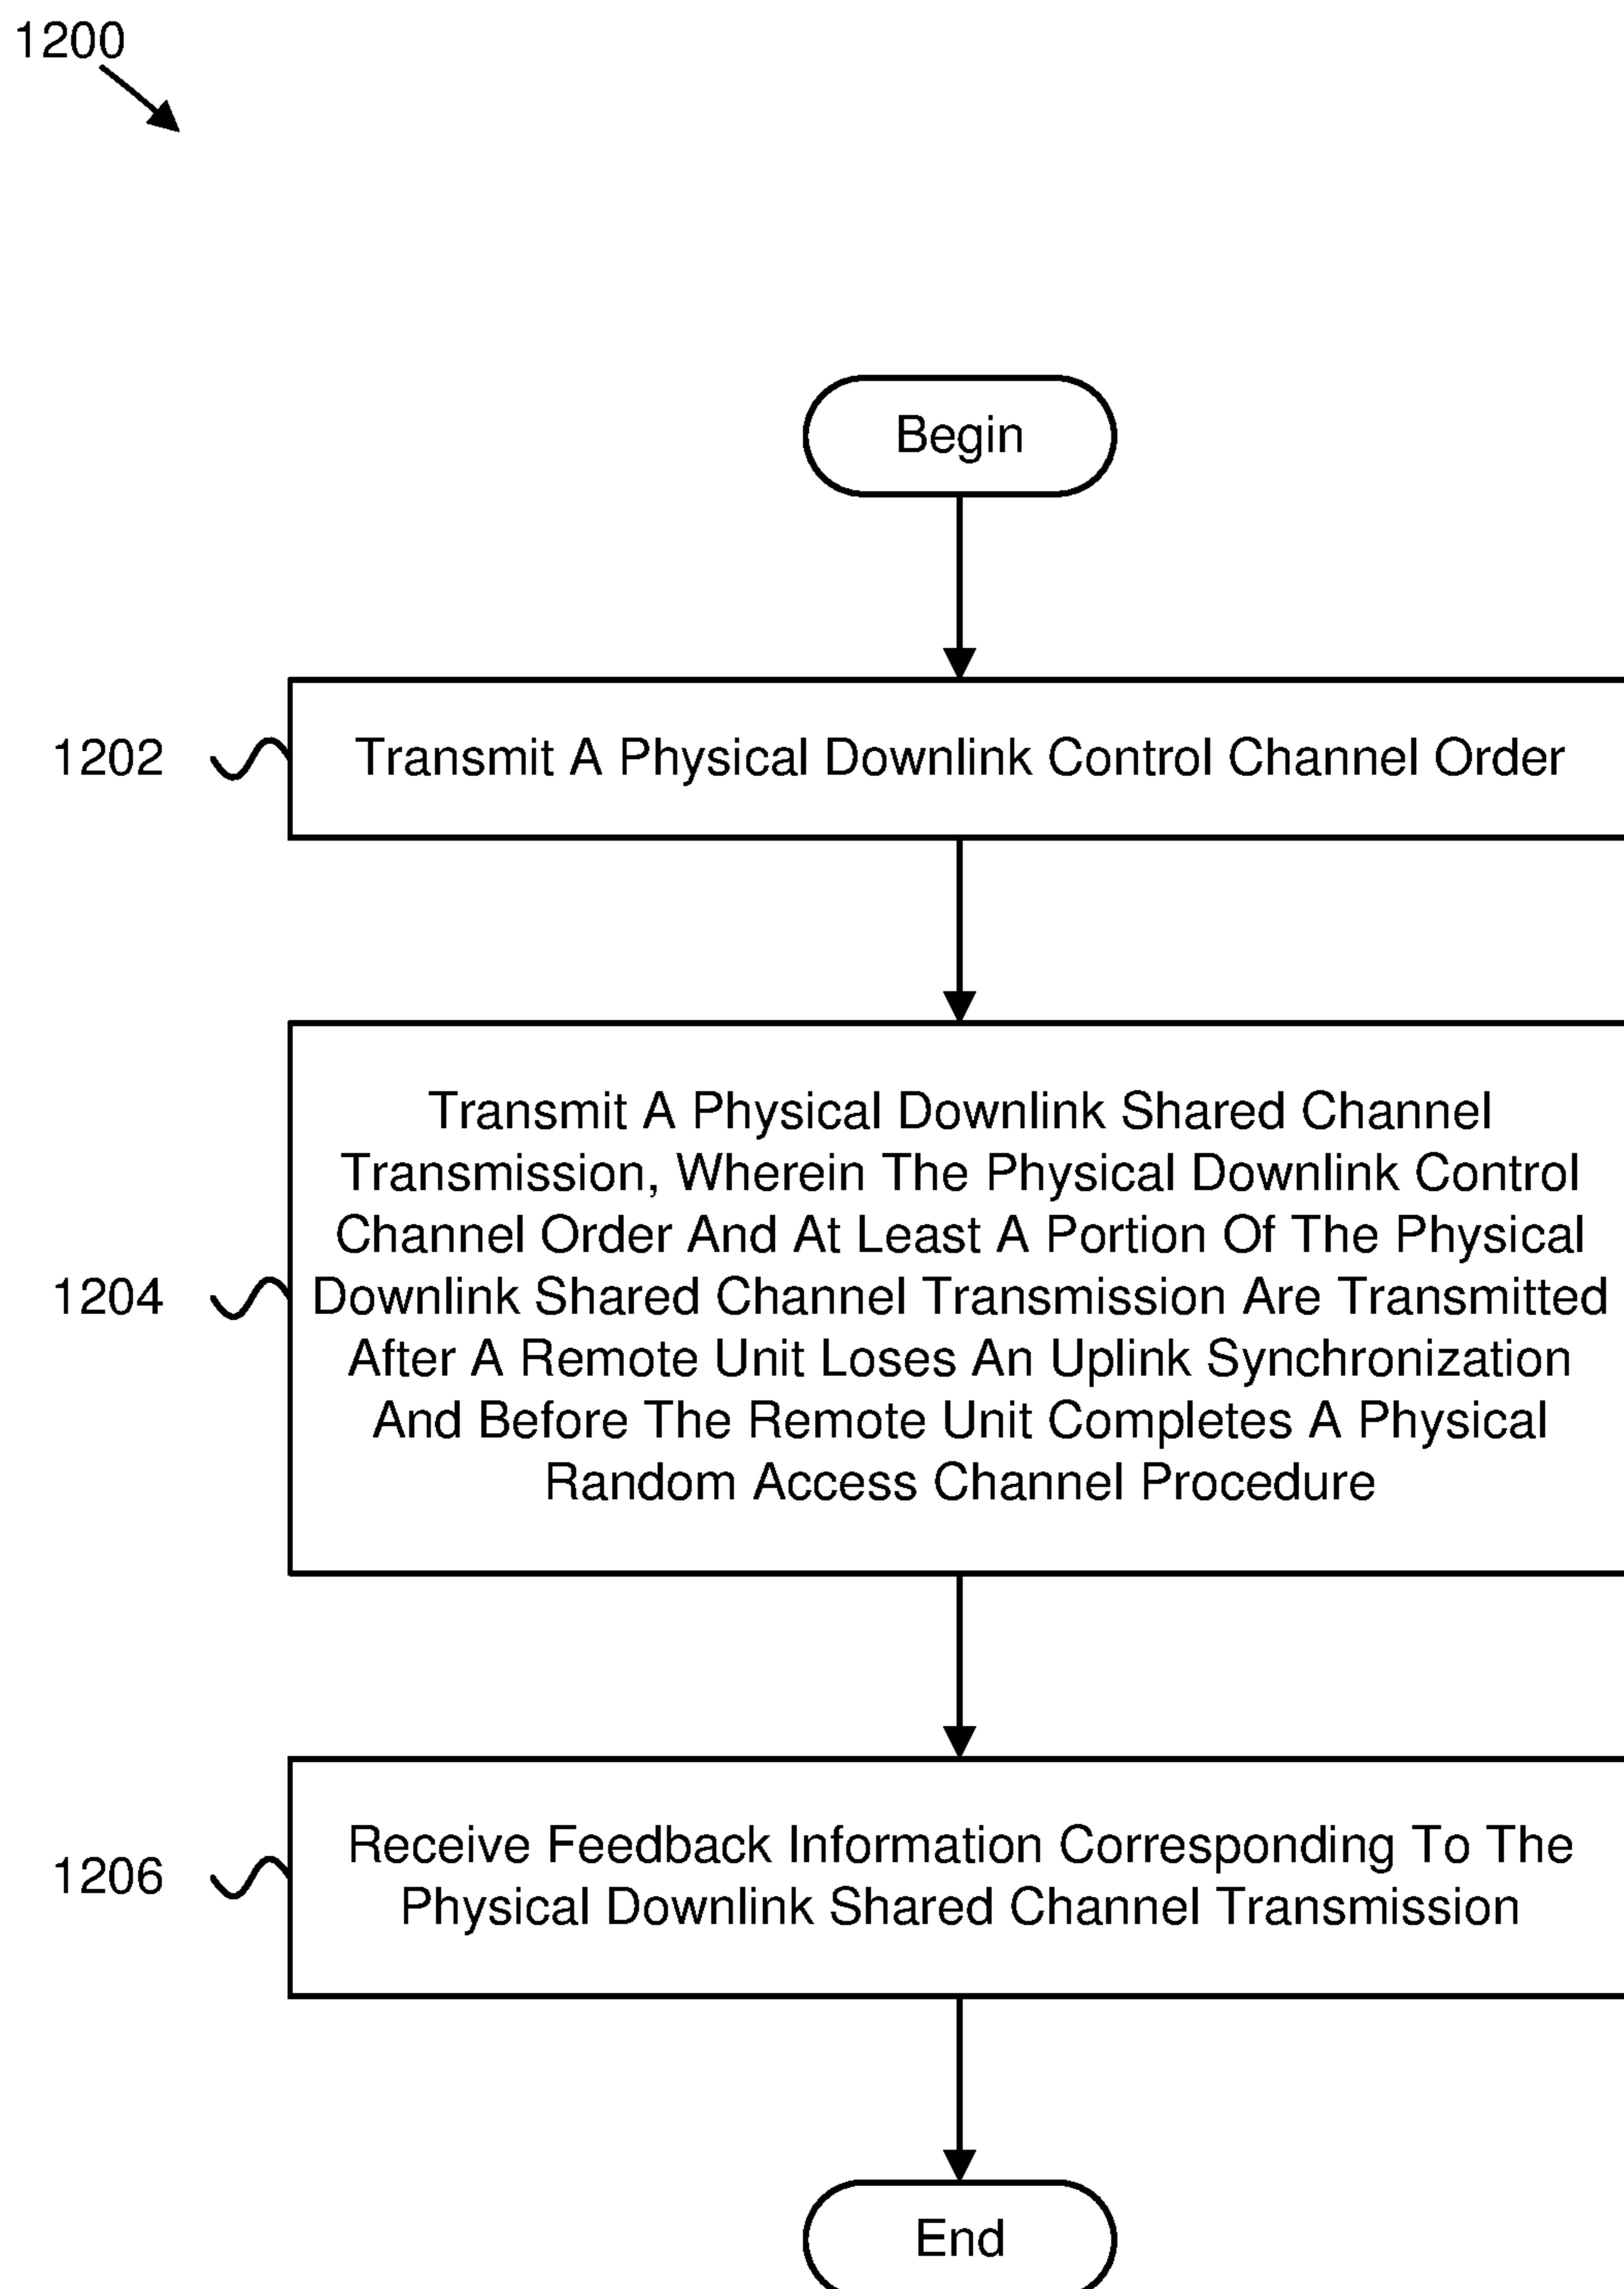 1200
Begin
1202
Transmit A Physical Downlink Control Channel Order
Transmit A Physical Downlink Shared Channel
Transmission, Wherein The Physical Downlink Control
Channel Order And At Least A Portion Of The Physical
1204
Downlink Shared Channel Transmission Are Transmitted
After A Remote Unit Loses An Uplink Synchronization
And Before The Remote Unit Completes A Physical
Random Access Channel Procedure
1206
Receive Feedback Information Corresponding To The
Physical Downlink Shared Channel Transmission
End